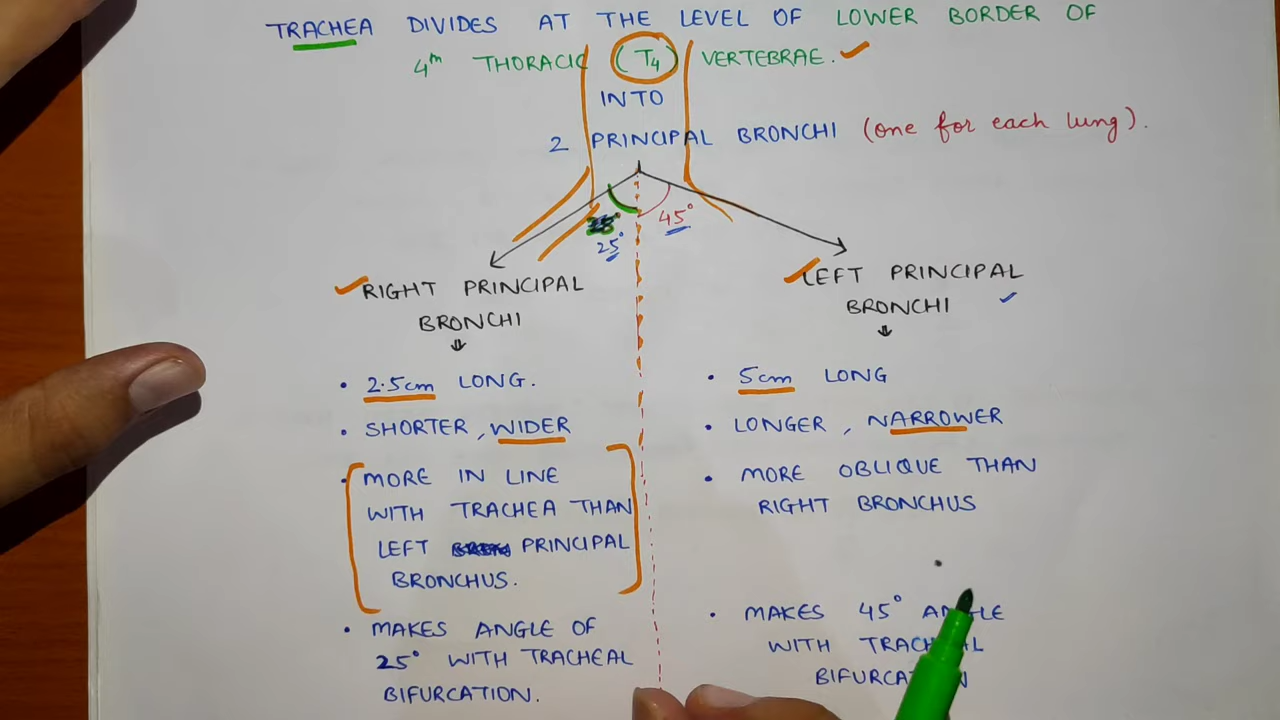 TRACHEA DIVIDES AT THE LEVEL OF LOWER BORDER OF
4th THORACIC (T4) VERTEBRAE.
INTO
2 PRINCIPAL BRONCHI (one for each lung).
45°
25°
RIGHT PRINCIPAL
BRONCHI
• 2.5cm LONG.
• SHORTER, WIDER
• MORE IN LINE
WITH TRACHEA THAN
LEFT PRINCIPAL
BRONCHUS.
• MAKES ANGLE OF
25° WITH TRACHEAL
BIFURCATION.
LEFT PRINCIPAL
BRONCHI
• 5cm LONG
• LONGER, NARROWER
• MORE OBLIQUE THAN
RIGHT BRONCHUS
• MAKES 45° ANGLE
WITH TRACHEAL
BIFURCATION